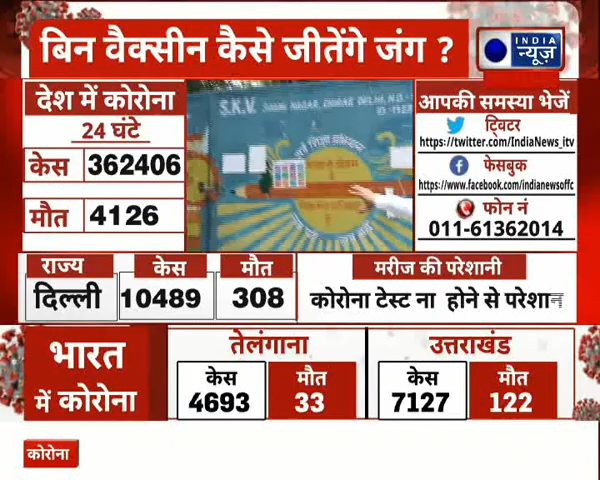 बिन वैक्सीन कैसे जीतेंगे जंग ?
INDIA
न्यूज़
देश में कोरोना
24 घंटे
केस 362406
मौत 4126
S.K.V.
आपकी समस्या भेजें
ट्विटर
https://twitter.com/IndiaNews_itv
फेसबुक
https://www.facebook.com/indianewsoffc
फोन नं
011-61362014
राज्य केस मौत
दिल्ली 10489 308
मरीज की परेशानी
कोरोना टेस्ट ना होने से परेशान
भारत
में कोरोना
तेलंगाना
केस मौत
4693 33
उत्तराखंड
केस मौत
7127 122
कोरोना